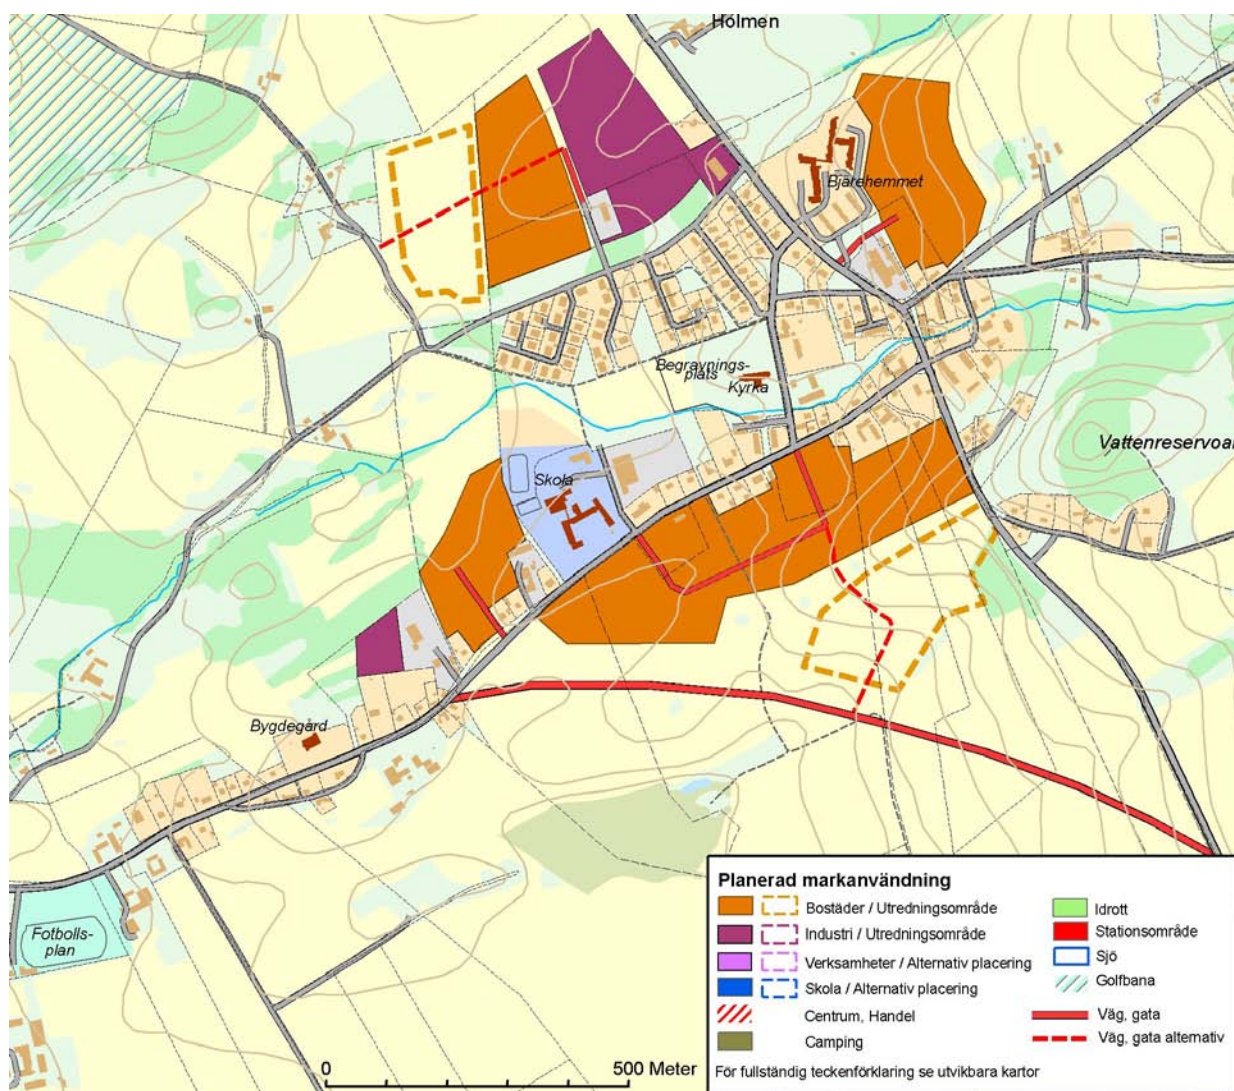 Holmen
Bjärehemmet
Begravnings-
plats
Kyrka
Vattenreservoar
Skola
Bygdegård
Fotbolls-
plan
0 500 Meter
Planerad markanvändning
Bostäder / Utredningsområde
Industri / Utredningsområde
Verksamheter / Alternativ placering
Skola / Alternativ placering
Centrum, Handel
Camping
Idrott
Stationsområde
Sjö
Golfbana
Väg, gata
Väg, gata alternativ
För fullständig teckenförklaring se utvikbara kartor